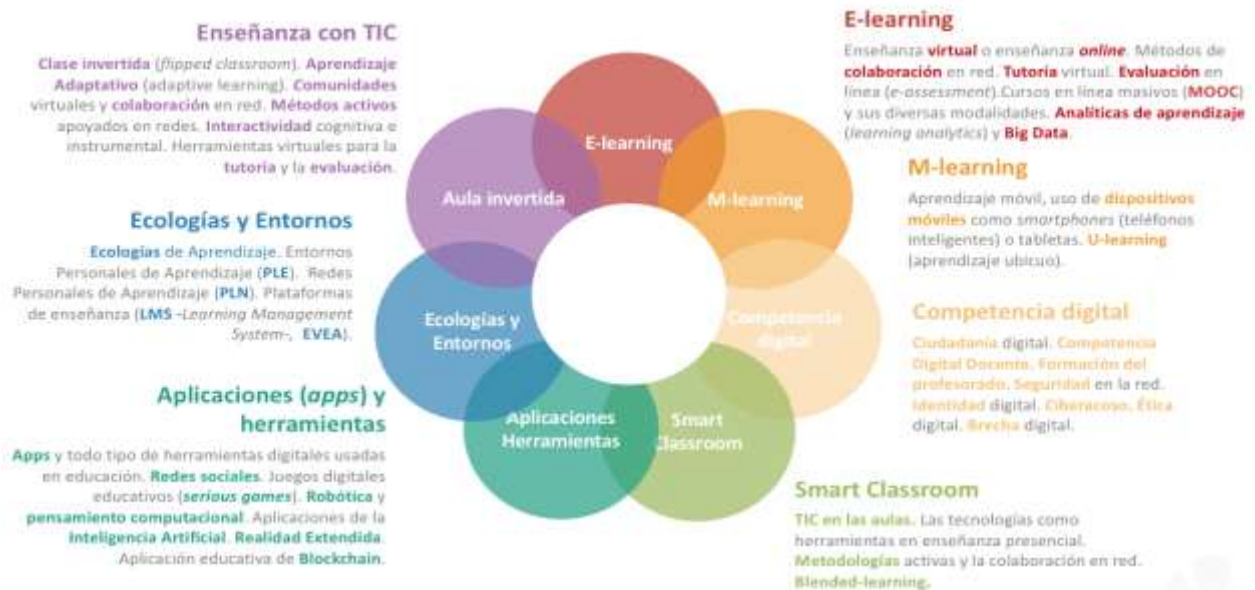 Enseñanza con TIC
Clase invertida (flipped classroom). Aprendizaje
Adaptativo (adaptive learning). Comunidades
virtuales y colaboración en red. Métodos activos
apoyados en redes. Interactividad cognitiva e
instrumental. Herramientas virtuales para la
tutoria y la evaluación.
Ecologías y Entornos
Ecologías de Aprendizaje. Entornos
Personales de Aprendizaje (PLE). Redes
Personales de Aprendizaje (PLN). Plataformas
de enseñanza (LMS -Learning Management
System-, EVEA).
Aplicaciones (apps) y
herramientas
Apps y todo tipo de herramientas digitales usadas
en educación. Redes sociales. Juegos digitales
educativos (serious games). Robótica y
pensamiento computacional. Aplicaciones de la
Inteligencia Artificial. Realidad Extendida.
Aplicación educativa de Blockchain.
E-learning
M-learning
Competencia
digital
Smart
Classroom
Aplicaciones
Herramientas
Ecologías y
Entornos
Aula invertida
E-learning
Enseñanza virtual o enseñanza online. Métodos de
colaboración en red. Tutoría virtual. Evaluación en
línea (e-assessment).Cursos en línea masivos (MOOC)
y sus diversas modalidades. Analíticas de aprendizaje
(learning analytics) y Big Data.
M-learning
Aprendizaje móvil, uso de dispositivos
móviles como smartphones (teléfonos
inteligentes) o tabletas. U-learning
(aprendizaje ubicuo).
Competencia digital
Ciudadanía digital. Competencia
Digital Docente. Formación del
profesorado. Seguridad en la red.
Identidad digital. Ciberacoso. Ética
digital. Brecha digital.
Smart Classroom
TIC en las aulas. Las tecnologías como
herramientas en enseñanza presencial.
Metodologías activas y la colaboración en red.
Blended-learning.